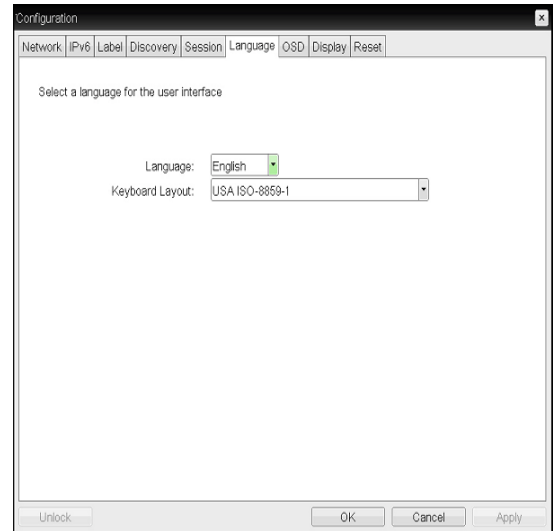 Configuration
Network IPv6 Label Discovery Session Language OSD Display Reset
Select a language for the user interface
Language: English
Keyboard Layout: USA ISO-8859-1
Unlock OK Cancel Apply